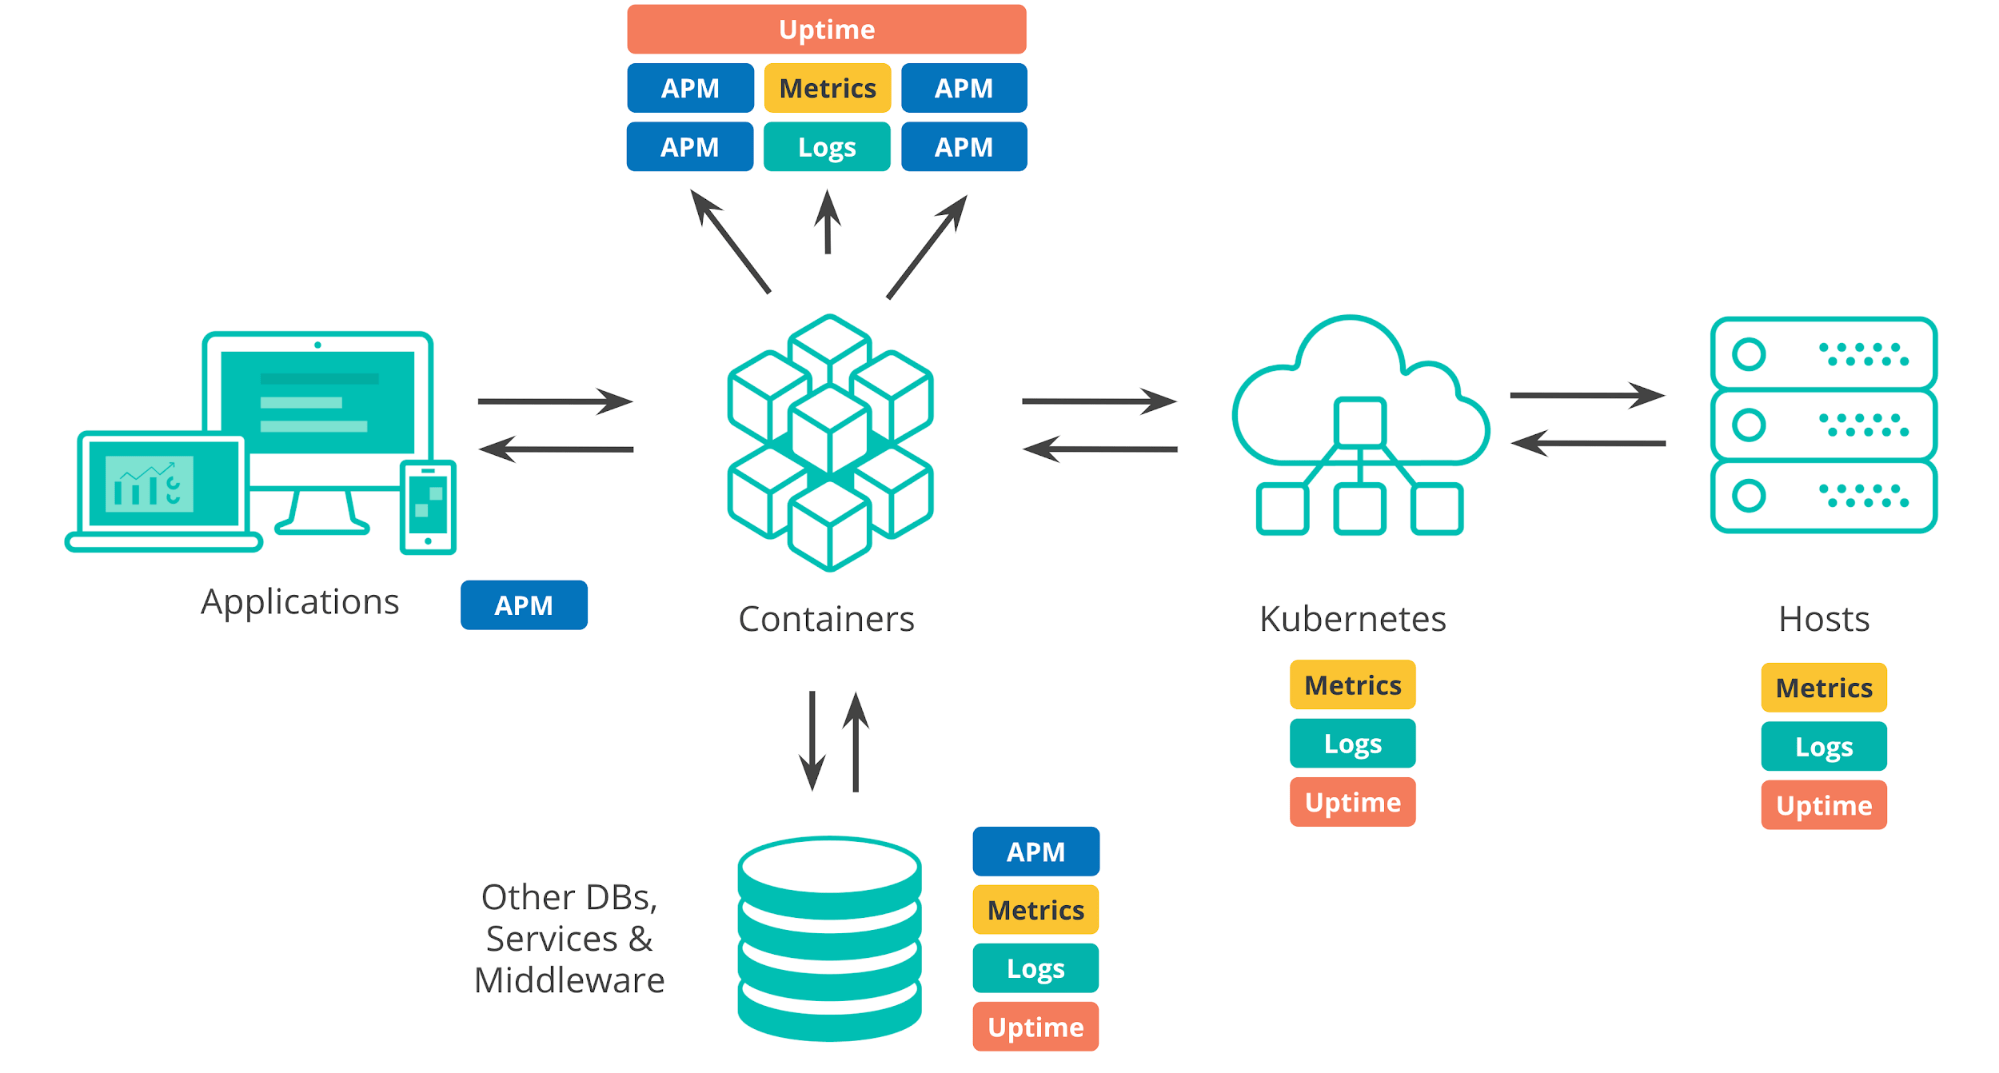 Uptime
APM
Metrics
APM
APM
Logs
APM
Applications
APM
Containers
Kubernetes
Metrics
Logs
Uptime
Hosts
Metrics
Logs
Uptime
Other DBs,
Services &
Middleware
APM
Metrics
Logs
Uptime